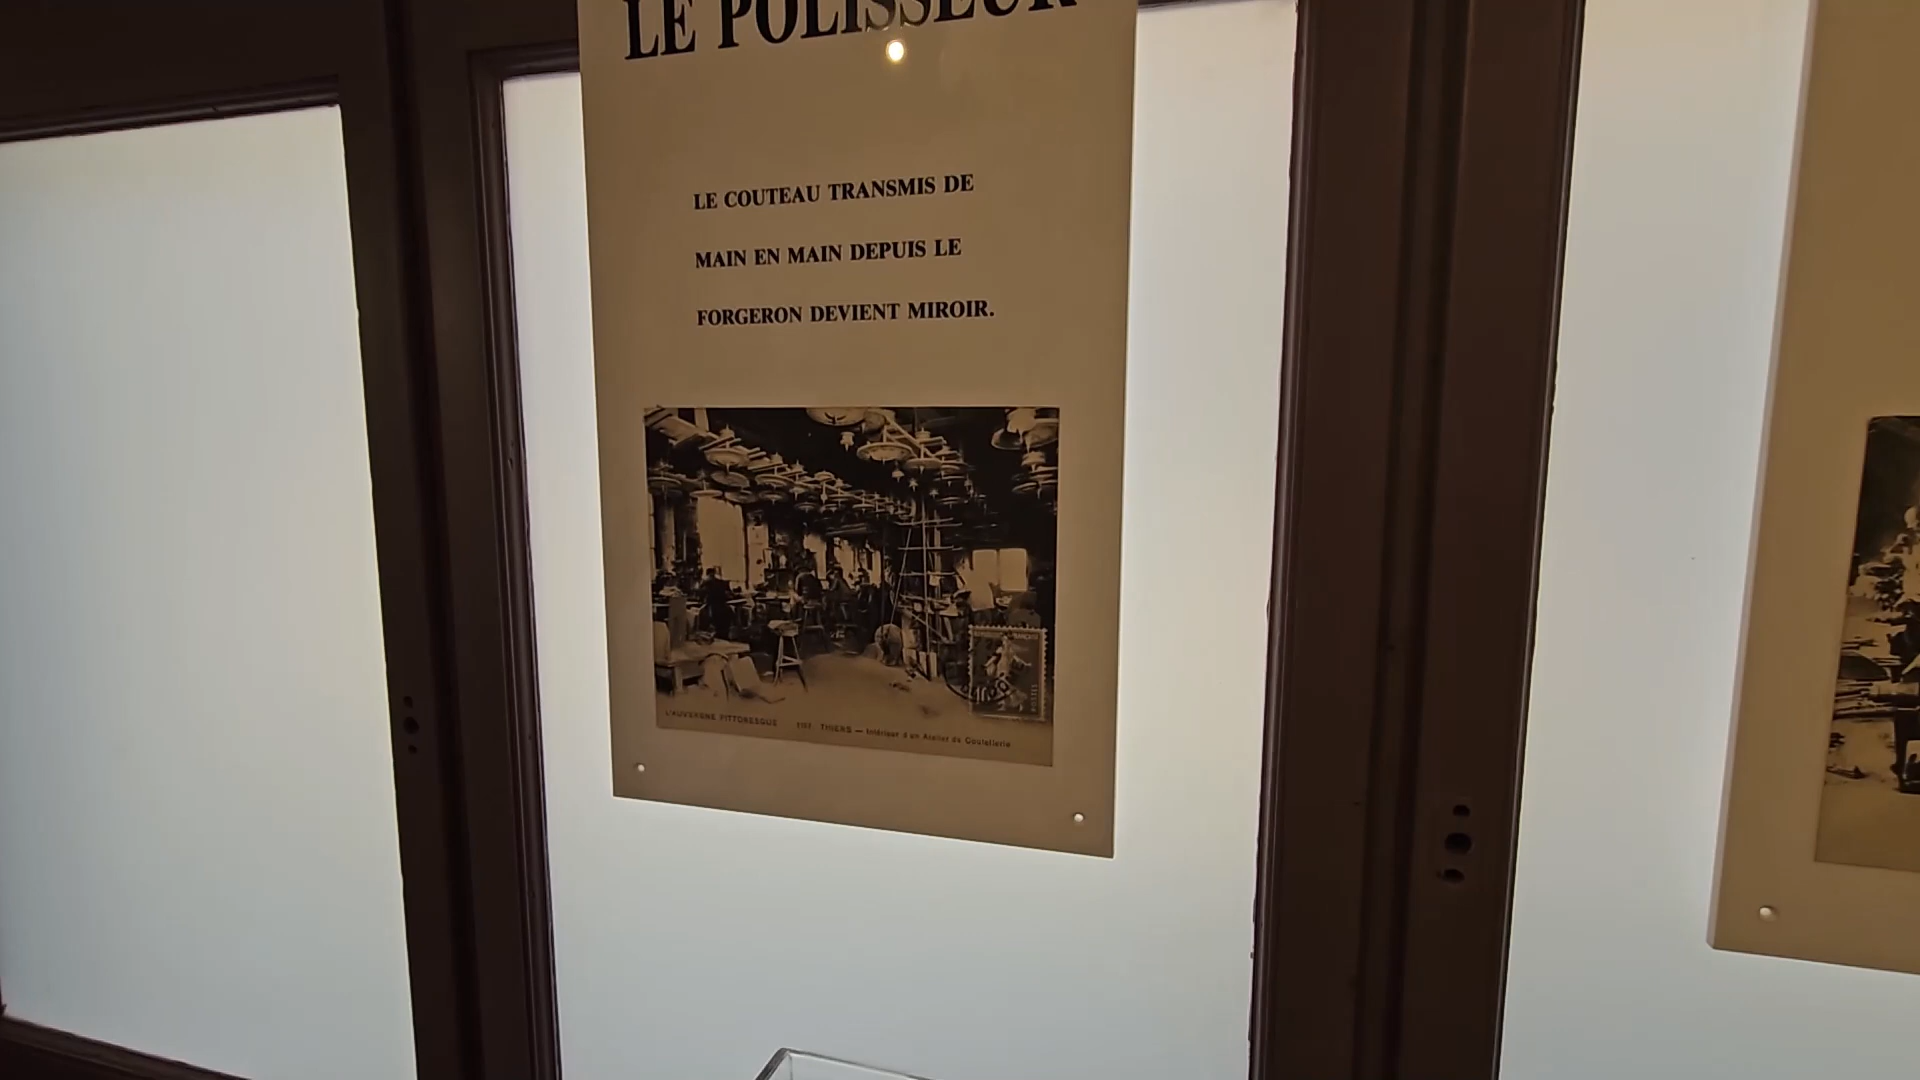 LE POLISSEUR
LE COUTEAU TRANSMIS DE
MAIN EN MAIN DEPUIS LE
FORGERON DEVIENT MIROIR.
L'AUVERGNE PITTORESQUE THIERS — Intérieur d'un Atelier de Coutellerie